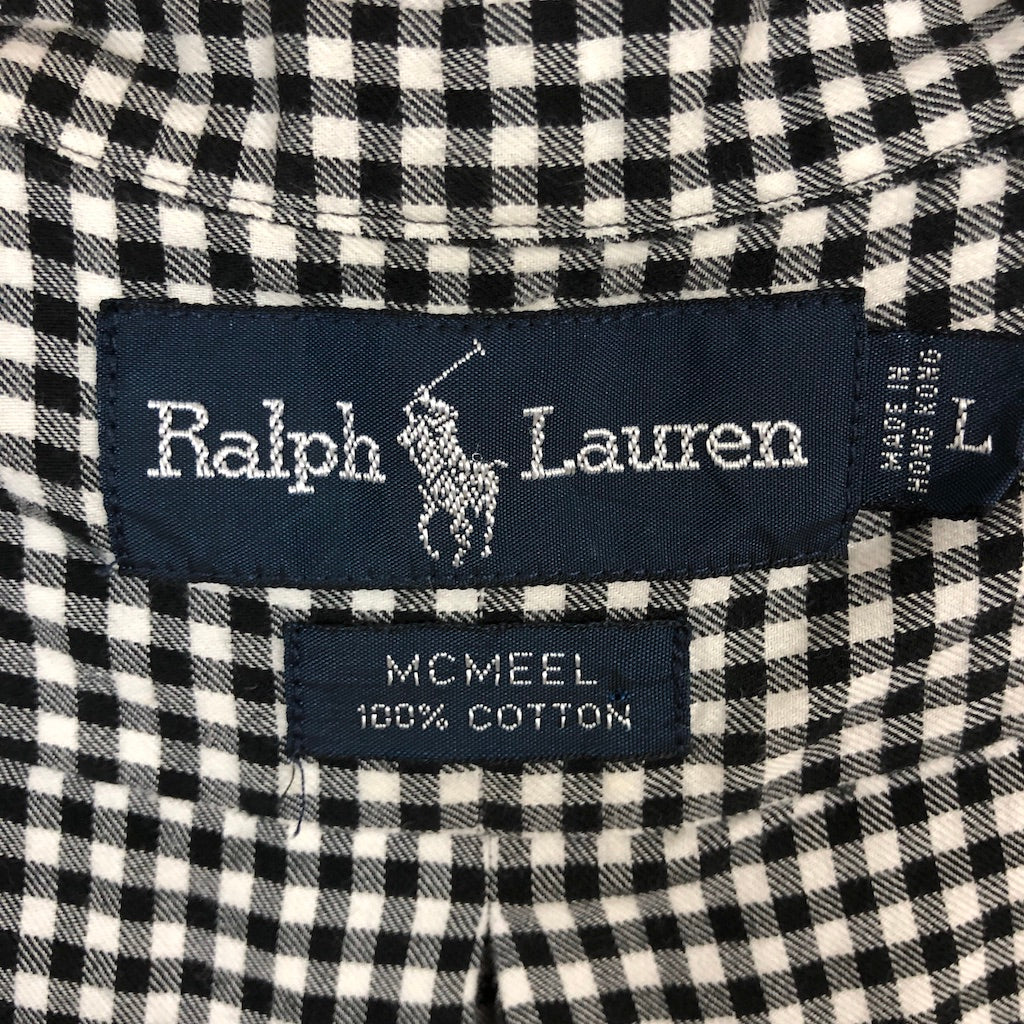 Ralph Lauren
MADE IN
HONG KONG
L
MCMEEL
100% COTTON